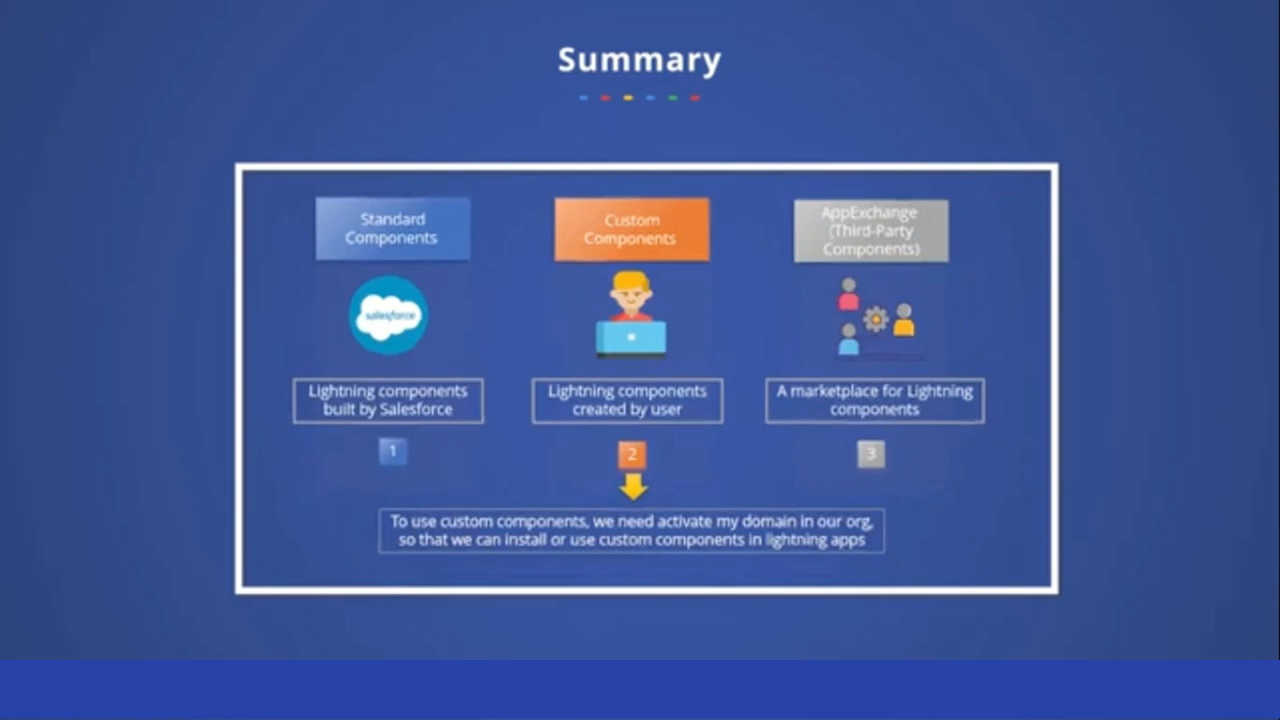 Summary
Standard
Components
Custom
Components
AppExchange
(Third-Party
Components)
salesforce
Lightning components
built by Salesforce
Lightning components
created by user
A marketplace for Lightning
components
1
2
3
To use custom components, we need activate my domain in our org,
so that we can install or use custom components in lightning apps